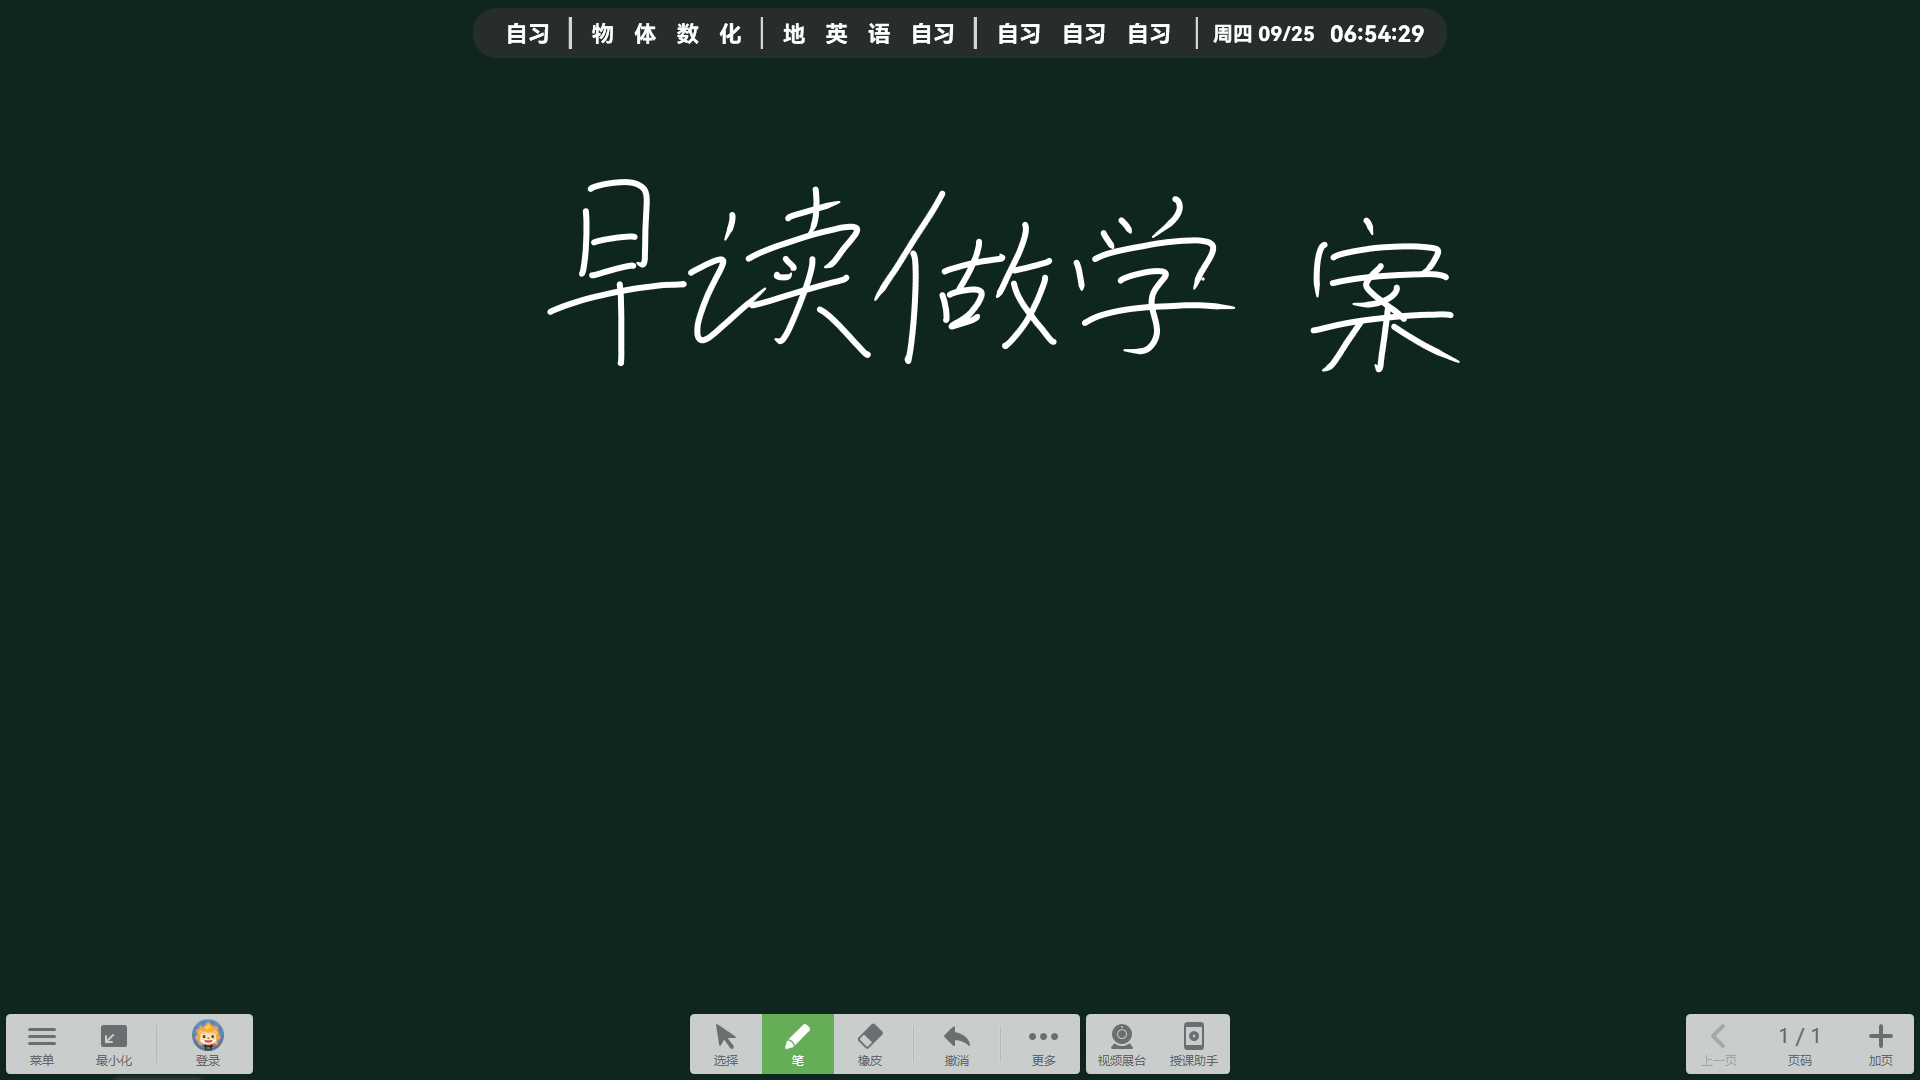 自习 | 物 体 数 化 | 地 英 语 自习 | 自习 自习 自习 | 周四 09/25 06:54:29
早读做学案
菜单 最小化 登录 选择 笔 橡皮 撤消 更多 视频展台 授课助手 上一页 1 / 1 页码 加页